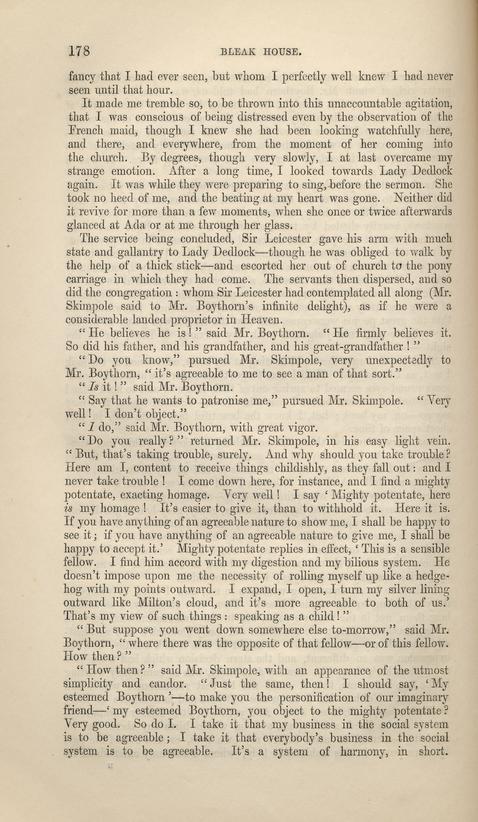 178 BLEAK HOUSE.
fancy that I had ever seen, but whom I perfectly well knew I had never
seen until that hour.
It made me tremble so, to be thrown into this unaccountable agitation,
that I was conscious of being distressed even by the observation of the
French maid, though I knew she had been looking watchfully here,
and there, and everywhere, from the moment of her coming into
the church. By degrees, though very slowly, I at last overcame my
strange emotion. After a long time, I looked towards Lady Dedlock
again. It was while they were preparing to sing, before the sermon. She
took no heed of me, and the beating at my heart was gone. Neither did
it revive for more than a few moments, when she once or twice afterwards
glanced at Ada or at me through her glass.
The service being concluded, Sir Leicester gave his arm with much
state and gallantry to Lady Dedlock—though he was obliged to walk by
the help of a thick stick—and escorted her out of church to the pony
carriage in which they had come. The servants then dispersed, and so
did the congregation : whom Sir Leicester had contemplated all along (Mr.
Skimpole said to Mr. Boythorn's infinite delight), as if he were a
considerable landed proprietor in Heaven.
" He believes he is ! " said Mr. Boythorn. " He firmly believes it.
So did his father, and his grandfather, and his great-grandfather ! "
" Do you know," pursued Mr. Skimpole, very unexpectedly to
Mr. Boythorn, " it's agreeable to me to see a man of that sort."
" Is it ! " said Mr. Boythorn.
" Say that he wants to patronise me," pursued Mr. Skimpole. " Very
well ! I don't object."
" I do," said Mr. Boythorn, with great vigor.
" Do you really ? " returned Mr. Skimpole, in his easy light vein.
" But, that's taking trouble, surely. And why should you take trouble ?
Here am I, content to receive things childishly, as they fall out : and I
never take trouble ! I come down here, for instance, and I find a mighty
potentate, exacting homage. Very well ! I say ' Mighty potentate, here
is my homage ! It's easier to give it, than to withhold it. Here it is.
If you have anything of an agreeable nature to show me, I shall be happy to
see it ; if you have anything of an agreeable nature to give me, I shall be
happy to accept it.' Mighty potentate replies in effect, ' This is a sensible
fellow. I find him accord with my digestion and my bilious system. He
doesn't impose upon me the necessity of rolling myself up like a hedge-
hog with my points outward. I expand, I open, I turn my silver lining
outward like Milton's cloud, and it's more agreeable to both of us.'
That's my view of such things : speaking as a child ! "
" But suppose you went down somewhere else to-morrow," said Mr.
Boythorn, " where there was the opposite of that fellow—or of this fellow.
How then ? "
" How then ? " said Mr. Skimpole, with an appearance of the utmost
simplicity and candor. " Just the same, then ! I should say, ' My
esteemed Boythorn '—to make you the personification of our imaginary
friend—' my esteemed Boythorn, you object to the mighty potentate ?
Very good. So do I. I take it that my business in the social system
is to be agreeable ; I take it that everybody's business in the social
system is to be agreeable. It's a system of harmony, in short.